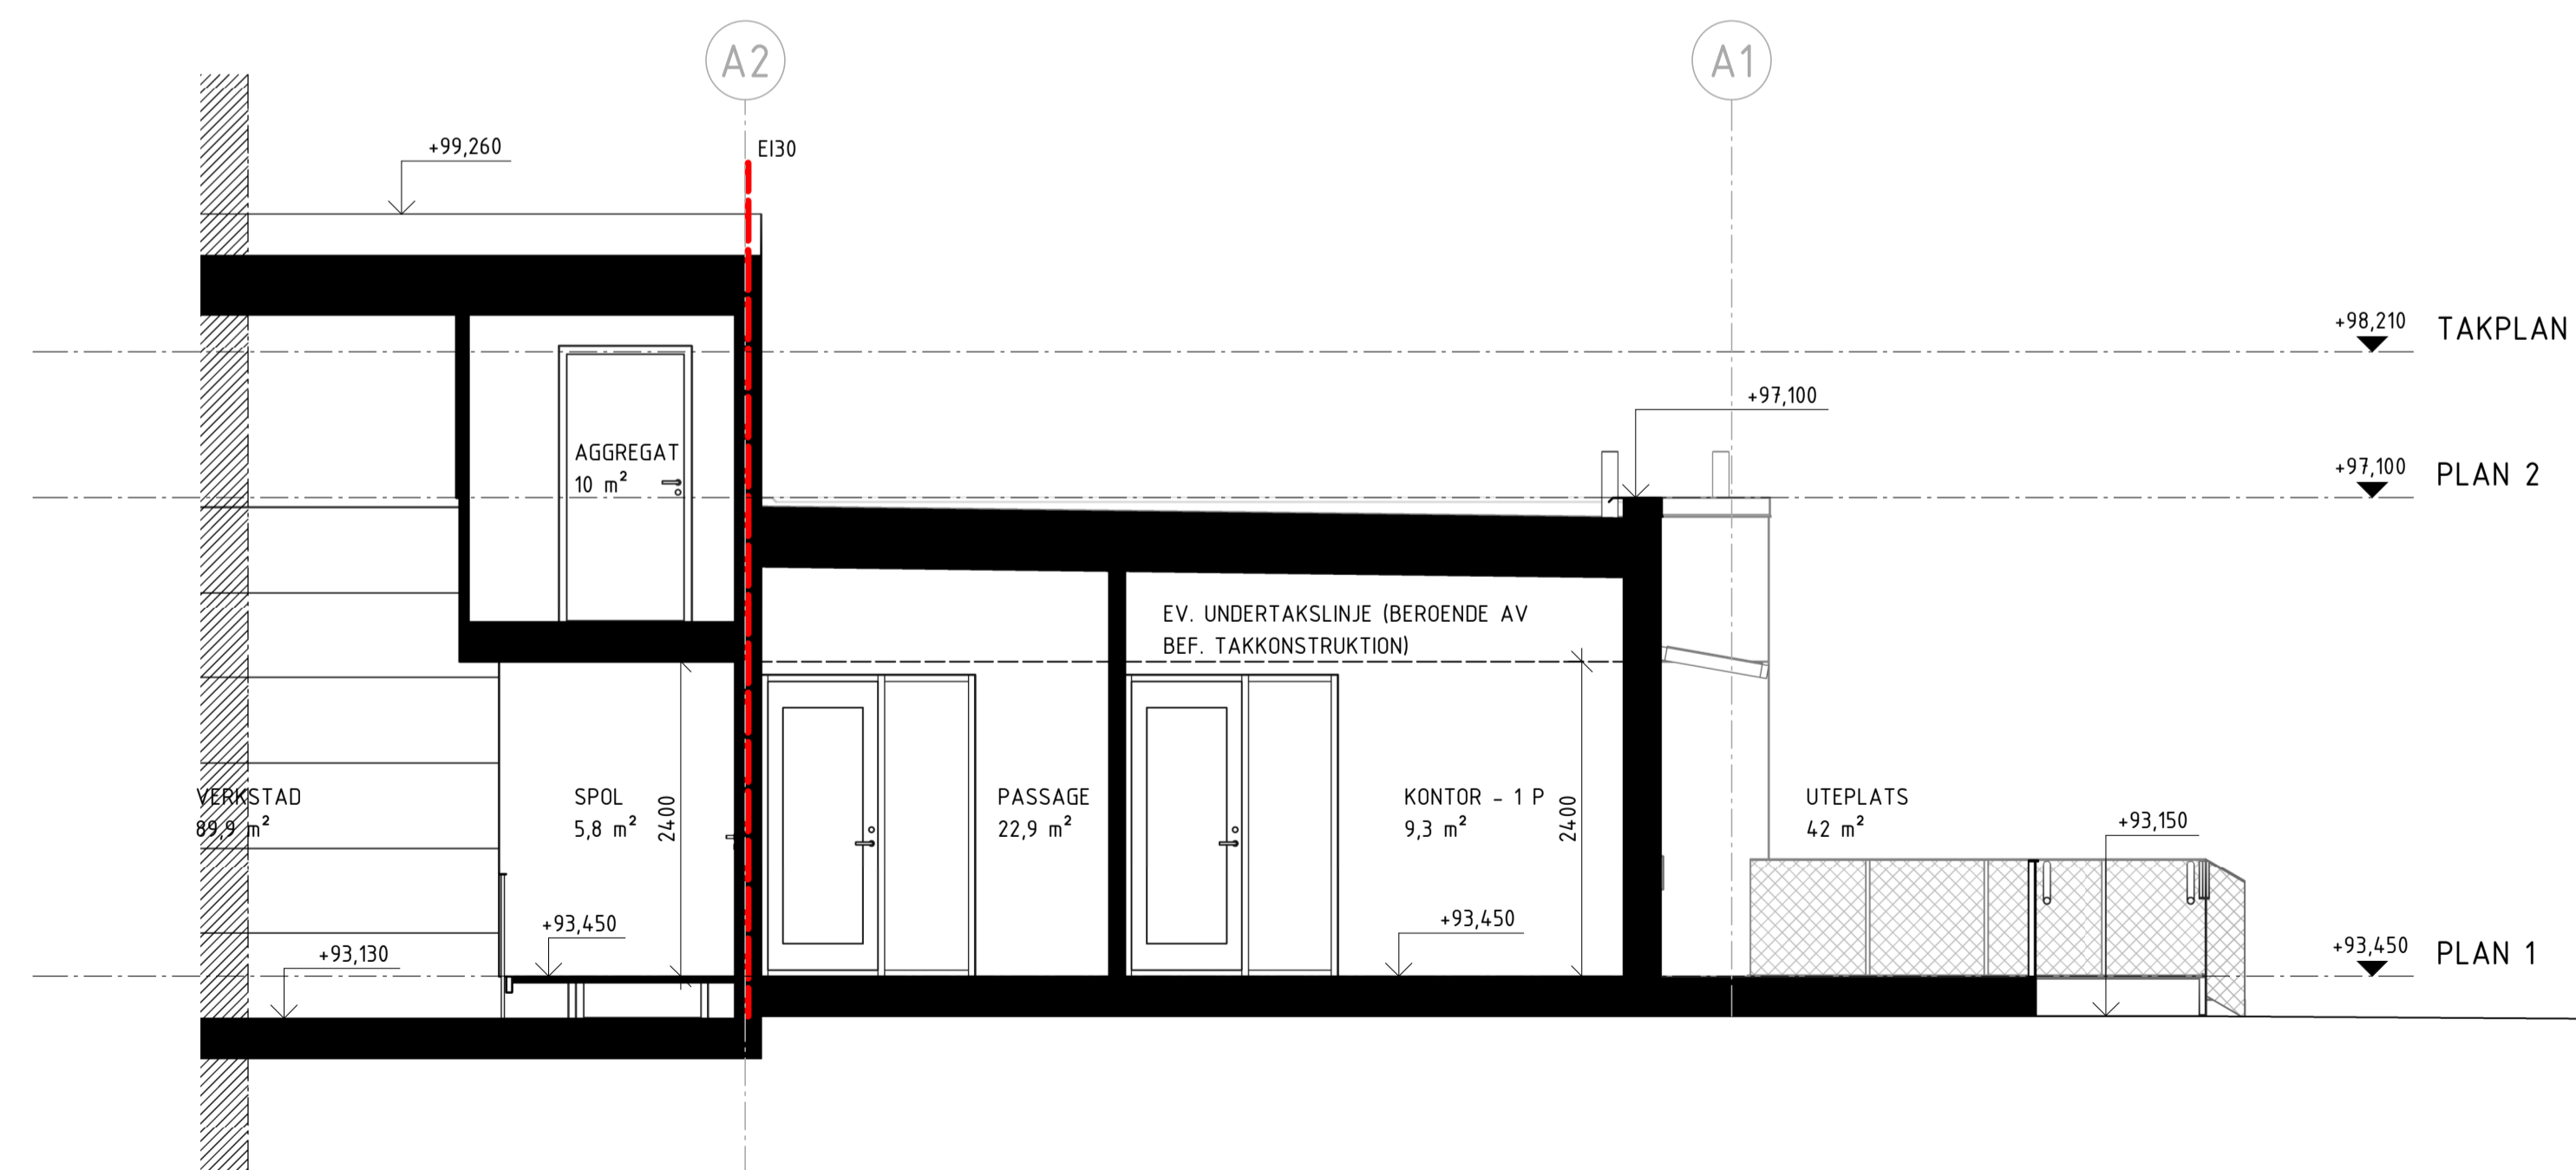 A2
A1
EI30
+99,260
+98,210 TAKPLAN
+97,100
+97,100 PLAN 2
AGGREGAT
10 m²
EV. UNDERTAKSLINJE (BEROENDE AV
BEF. TAKKONSTRUKTION)
VERKSTAD
89,9 m²
SPOL
5,8 m²
2400
PASSAGE
22,9 m²
KONTOR - 1 P
9,3 m²
2400
UTEPLATS
42 m²
+93,150
+93,450
+93,450
+93,130
+93,450 PLAN 1